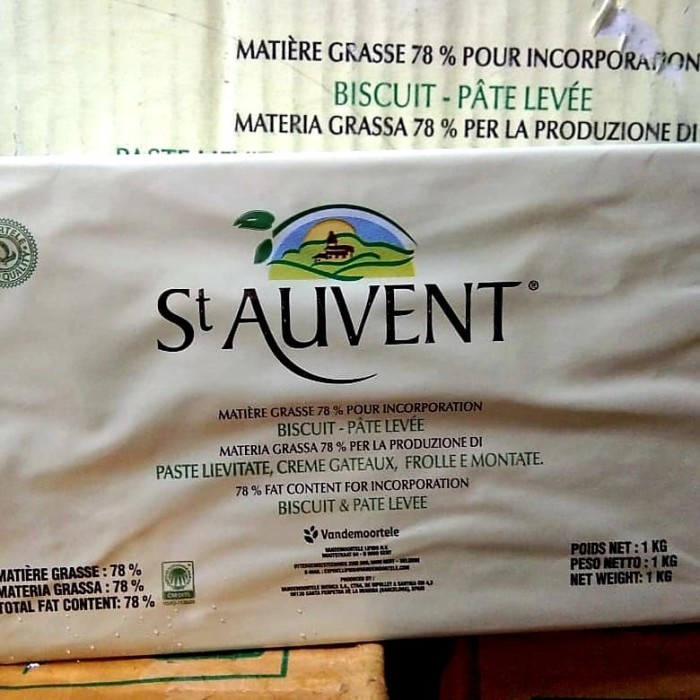 MATIÈRE GRASSE 78 % POUR INCORPORATION
BISCUIT - PÂTE LEVÉE
MATERIA GRASSA 78 % PER LA PRODUZIONE DI
St AUVENT®
MATIÈRE GRASSE 78 % POUR INCORPORATION
BISCUIT - PÂTE LEVÉE
MATERIA GRASSA 78 % PER LA PRODUZIONE DI
PASTE LIEVITATE, CREME GATEAUX, FROLLE E MONTATE.
78 % FAT CONTENT FOR INCORPORATION
BISCUIT & PATE LEVEE
Vandemoortele
PRODUCED BY :
MATIÈRE GRASSE : 78 %
MATERIA GRASSA : 78 %
TOTAL FAT CONTENT: 78 %
CREDITS
POIDS NET : 1 KG
PESO NETTO : 1 KG
NET WEIGHT: 1 KG